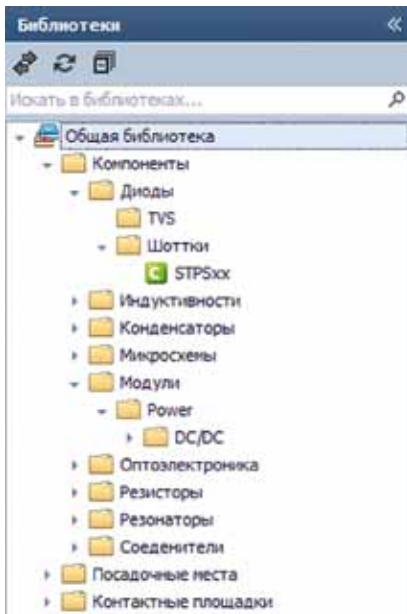 Библиотеки
Искать в библиотеках...
Общая библиотека
Компоненты
Диоды
TVS
Шоттки
C STPSxx
Индуктивности
Конденсаторы
Микросхемы
Модули
Power
DC/DC
Оптоэлектроника
Резисторы
Резонаторы
Соеденители
Посадочные места
Контактные площадки